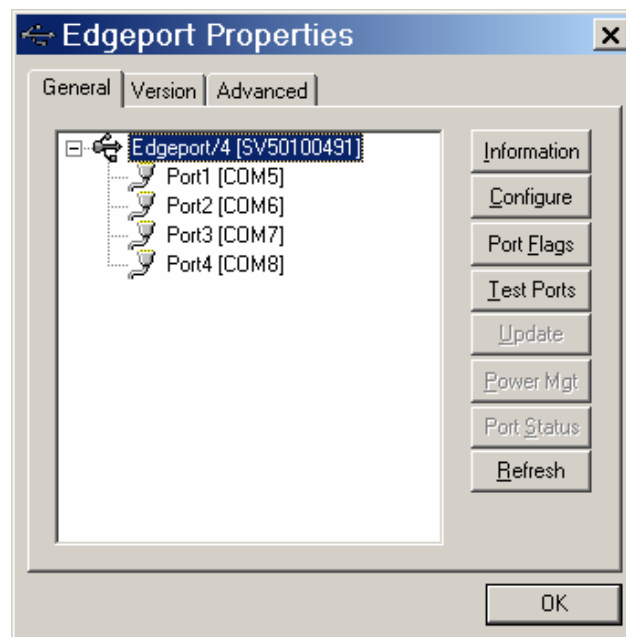 Edgeport Properties
General
Version
Advanced
Edgeport/4 [SV50100491]
Port1 [COM5]
Port2 [COM6]
Port3 [COM7]
Port4 [COM8]
Information
Configure
Port Flags
Test Ports
Update
Power Mgt
Port Status
Refresh
OK